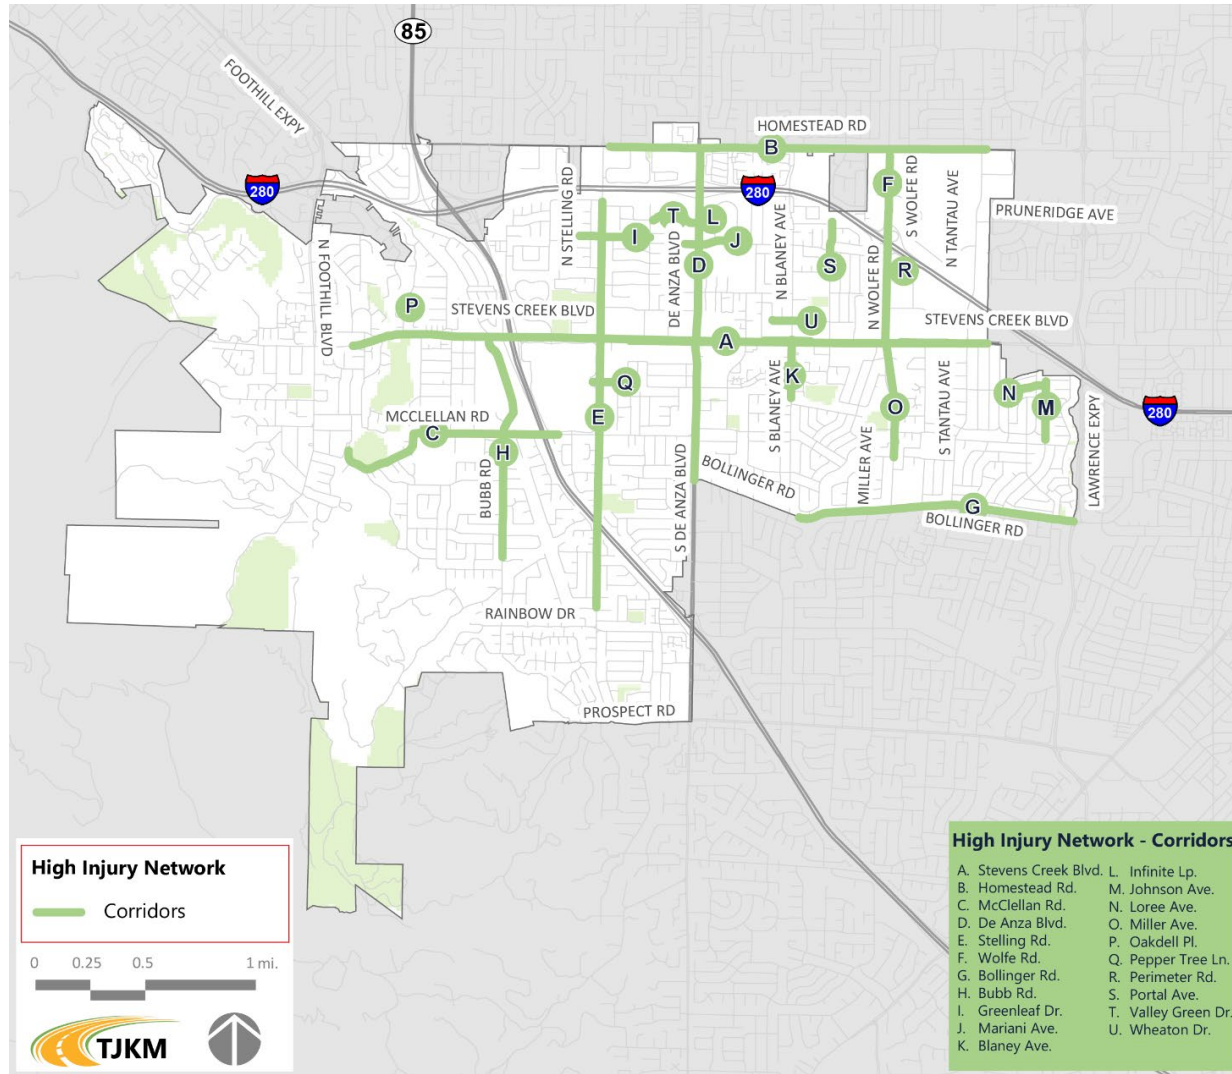 85
FOOTHILL EXPY
HOMESTEAD RD
B
280
280
F
S WOLFE RD
N TANTAU AVE
PRUNERIDGE AVE
N STELLING RD
T
L
I
J
DE ANZA BLVD
N BLANEY AVE
D
S
R
N WOLFE RD
N FOOTHILL BLVD
P
STEVENS CREEK BLVD
U
STEVENS CREEK BLVD
A
K
Q
S BLANEY AVE
S TANTAU AVE
N
M
O
280
LAWRENCE EXPY
MCCLELLAN RD
C
E
H
BUBB RD
MILLER AVE
S DE ANZA BLVD
BOLLINGER RD
G
BOLLINGER RD
RAINBOW DR
PROSPECT RD
High Injury Network
Corridors
0 0.25 0.5 1 mi.
TJKM
High Injury Network - Corridors
A. Stevens Creek Blvd.
B. Homestead Rd.
C. McClellan Rd.
D. De Anza Blvd.
E. Stelling Rd.
F. Wolfe Rd.
G. Bollinger Rd.
H. Bubb Rd.
I. Greenleaf Dr.
J. Mariani Ave.
K. Blaney Ave.
L. Infinite Lp.
M. Johnson Ave.
N. Loree Ave.
O. Miller Ave.
P. Oakdell Pl.
Q. Pepper Tree Ln.
R. Perimeter Rd.
S. Portal Ave.
T. Valley Green Dr.
U. Wheaton Dr.